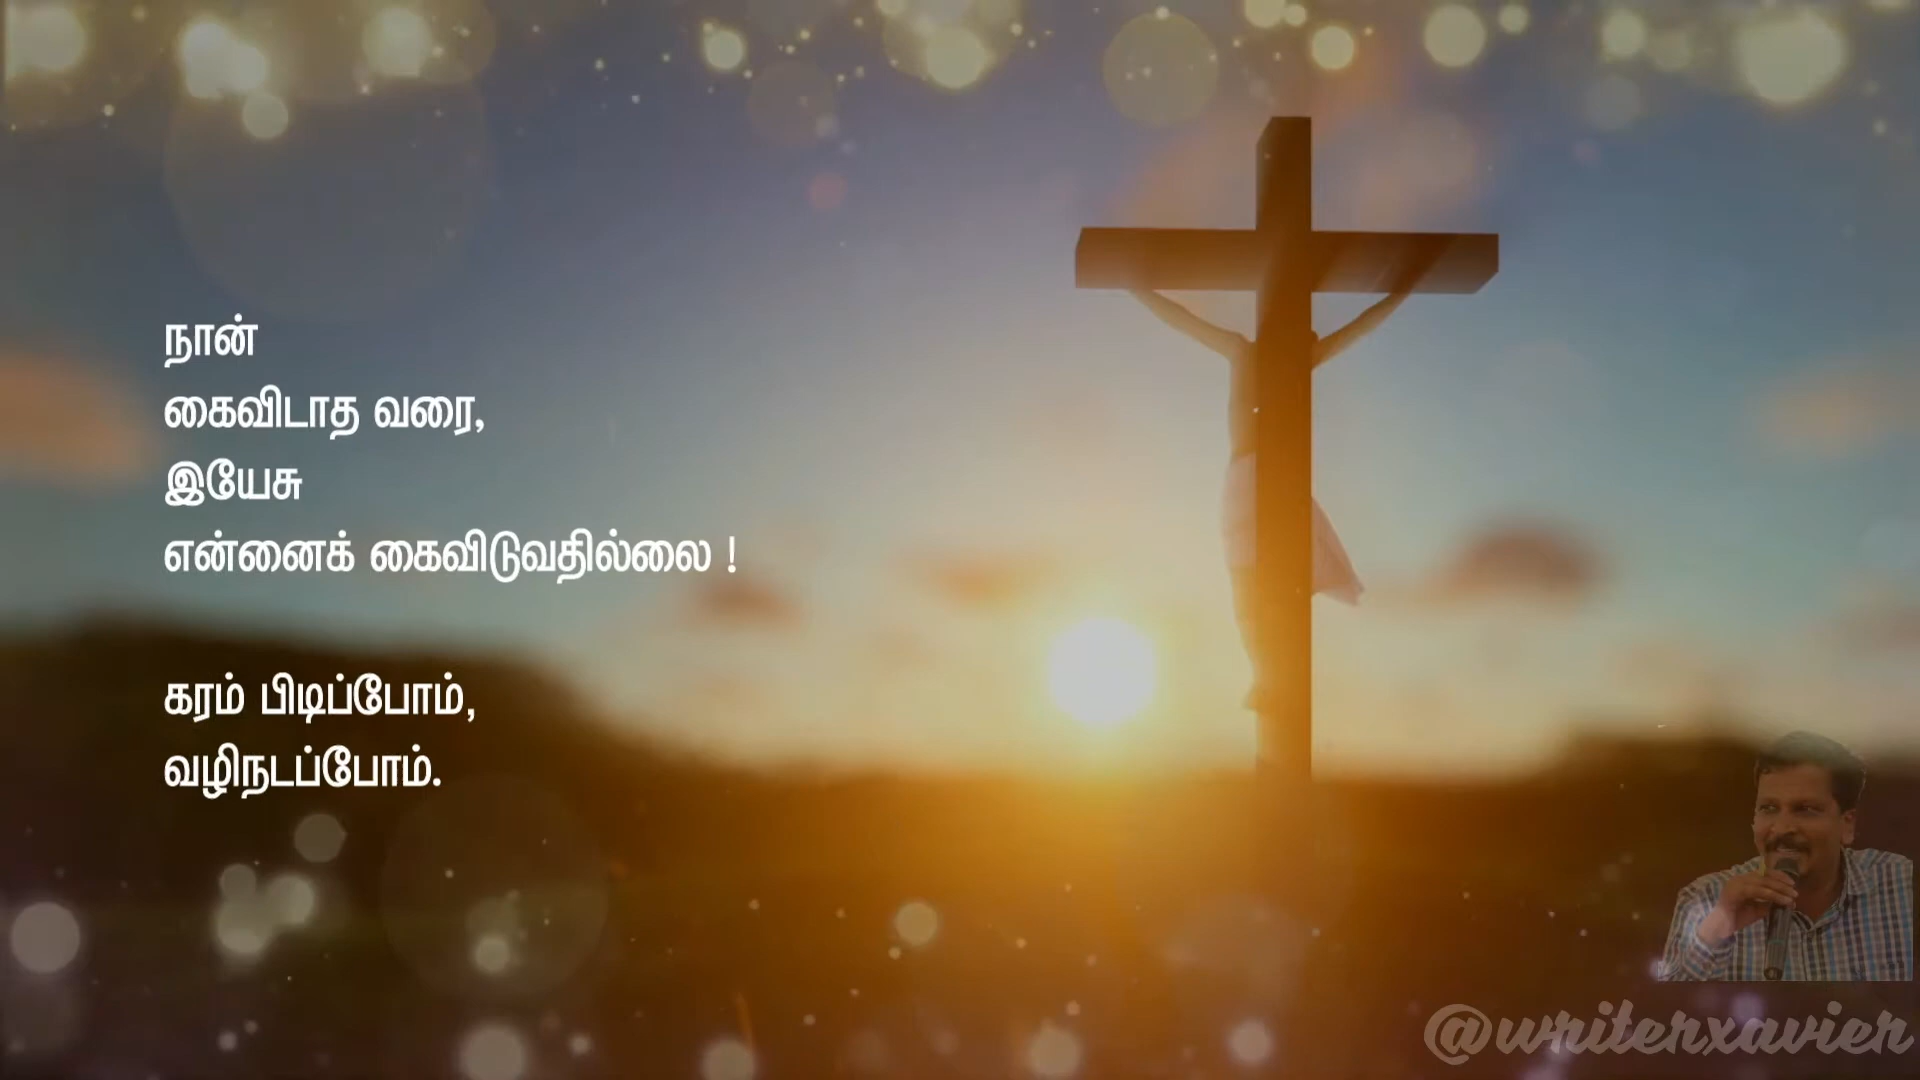 நான்
கைவிடாத வரை,
இயேசு
என்னைக் கைவிடுவதில்லை !
கரம் பிடிப்போம்,
வழிநடப்போம்.
@writerxavier